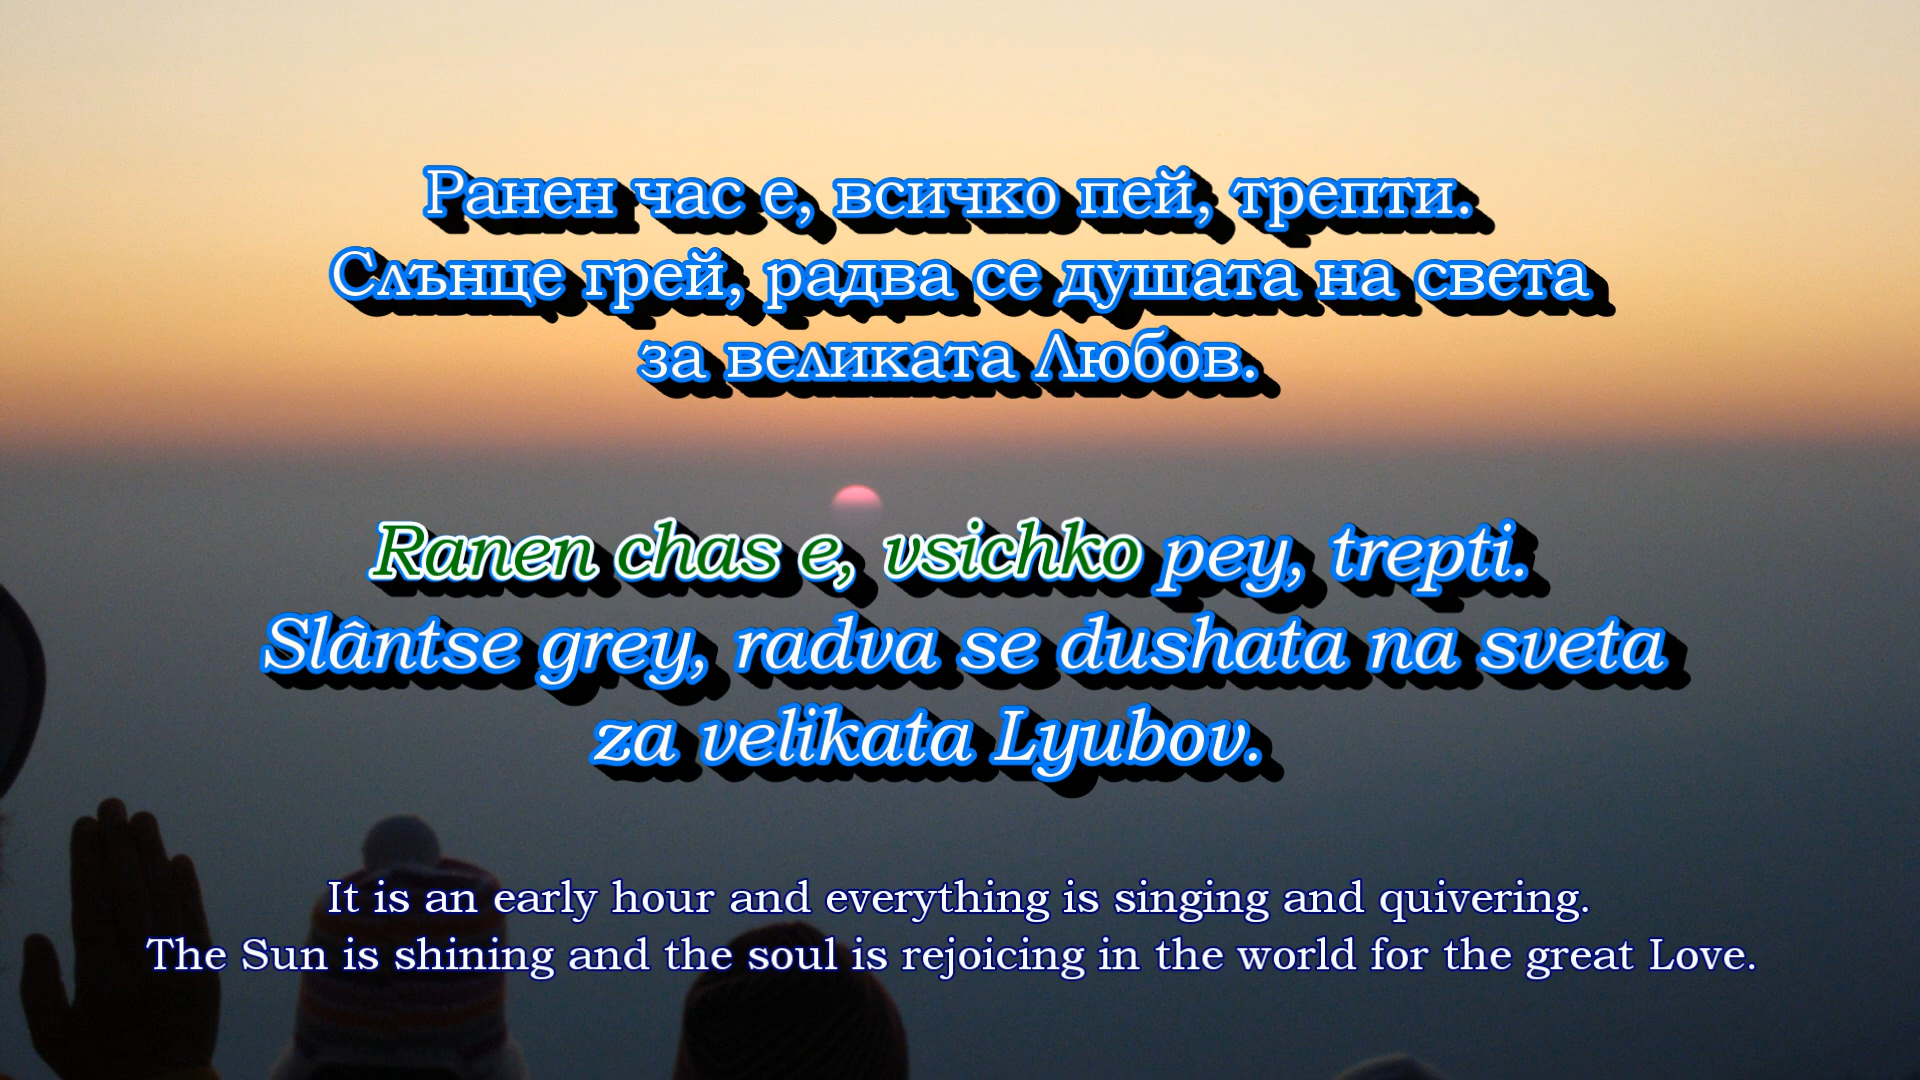 Ранен час е, всичко пей, трепти.
Слънце грей, радва се душата на света
за великата Любов.
Ranen chas e, vsichko pey, trepti.
Slântse grey, radva se dushata na sveta
za velikata Lyubov.
It is an early hour and everything is singing and quivering.
The Sun is shining and the soul is rejoicing in the world for the great Love.